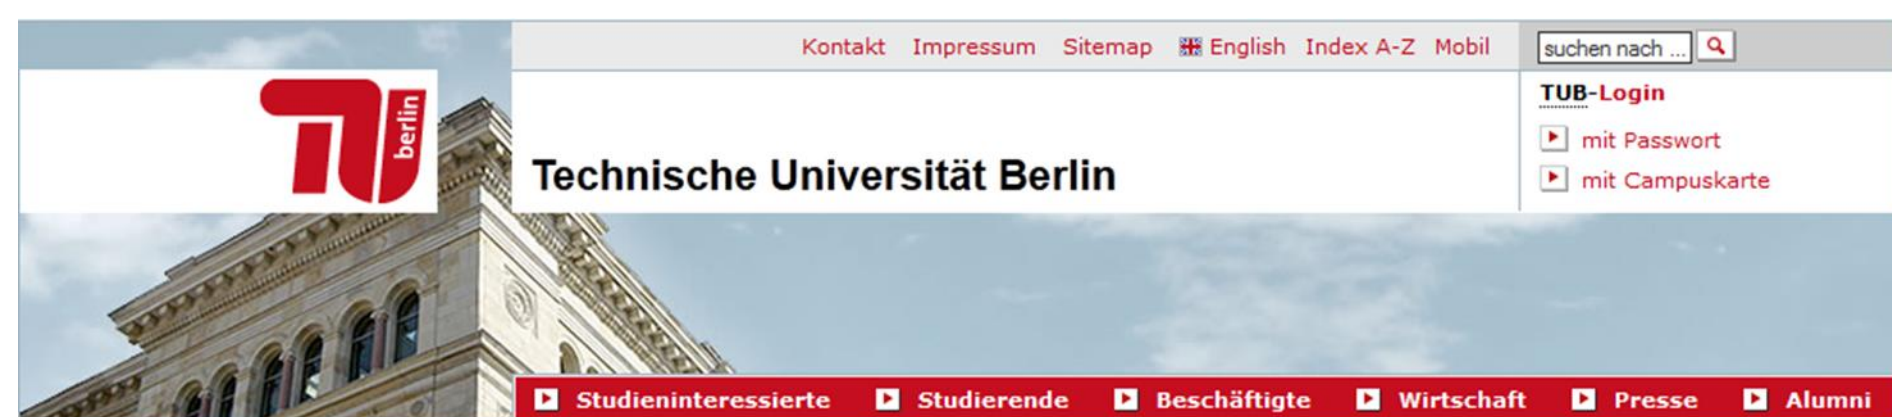 Kontakt Impressum Sitemap English Index A-Z Mobil suchen nach ...
TU berlin
Technische Universität Berlin
TUB-Login
mit Passwort
mit Campuskarte
Studieninteressierte Studierende Beschäftigte Wirtschaft Presse Alumni